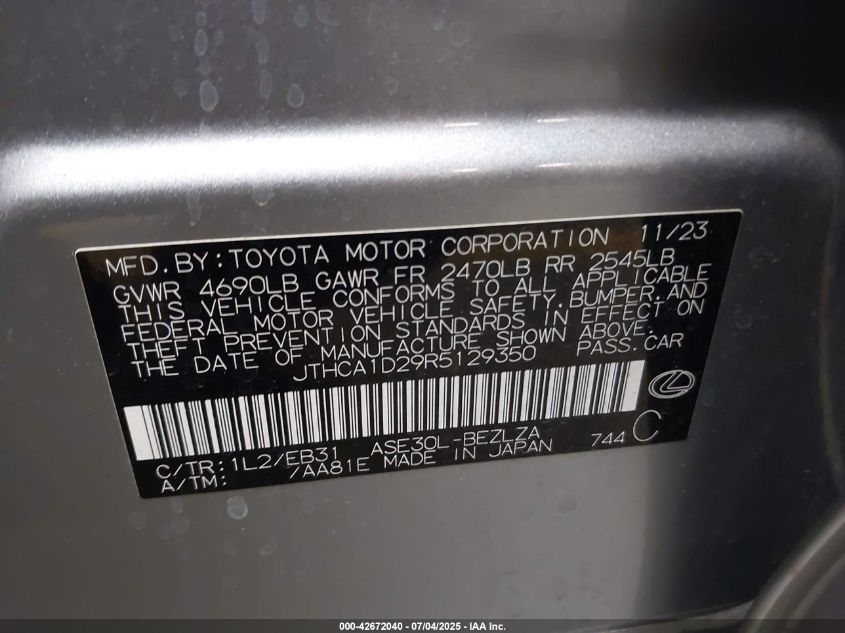 MFD.BY:TOYOTA MOTOR CORPORATION 11/23
GVWR 4690LB GAWR FR 2470LB RR 2545LB
THIS VEHICLE CONFORMS TO ALL APPLICABLE
FEDERAL MOTOR VEHICLE SAFETY,BUMPER,AND
THEFT PREVENTION STANDARDS IN EFFECT ON
THE DATE OF MANUFACTURE SHOWN ABOVE.
JTHCA1D29R5129350 PASS.CAR
C/TR:1L2/EB31 ASE30L-BEZLZA 744 C
A/TM: /AA81E MADE IN JAPAN
000-42672040 - 07/04/2025 - IAA Inc.